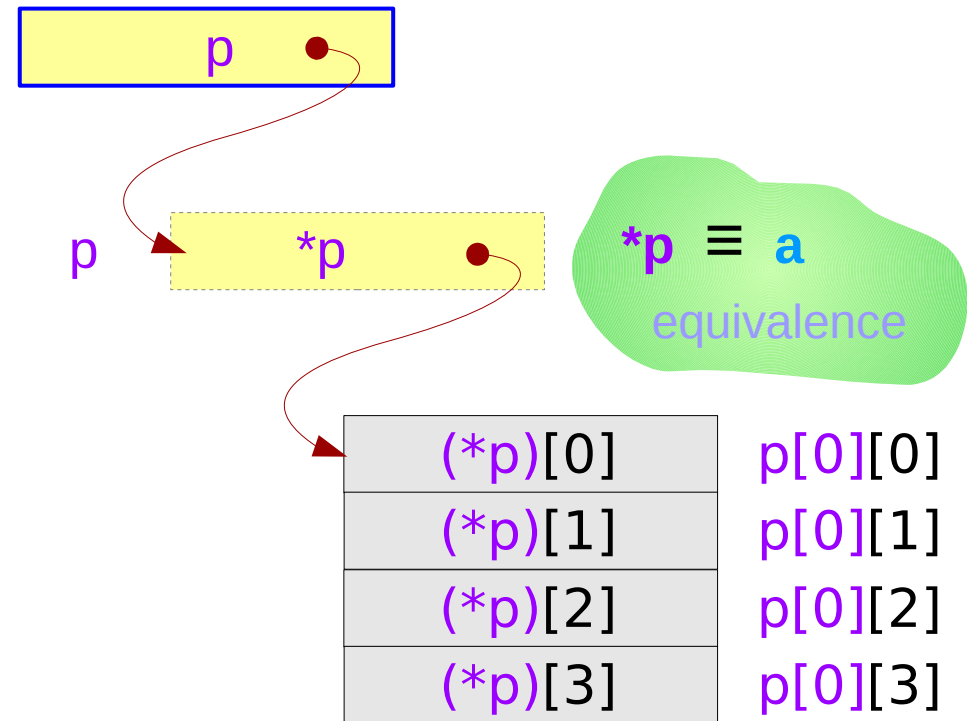 p
p *p
*p ≡ a
equivalence
(*p)[0] p[0][0]
(*p)[1] p[0][1]
(*p)[2] p[0][2]
(*p)[3] p[0][3]